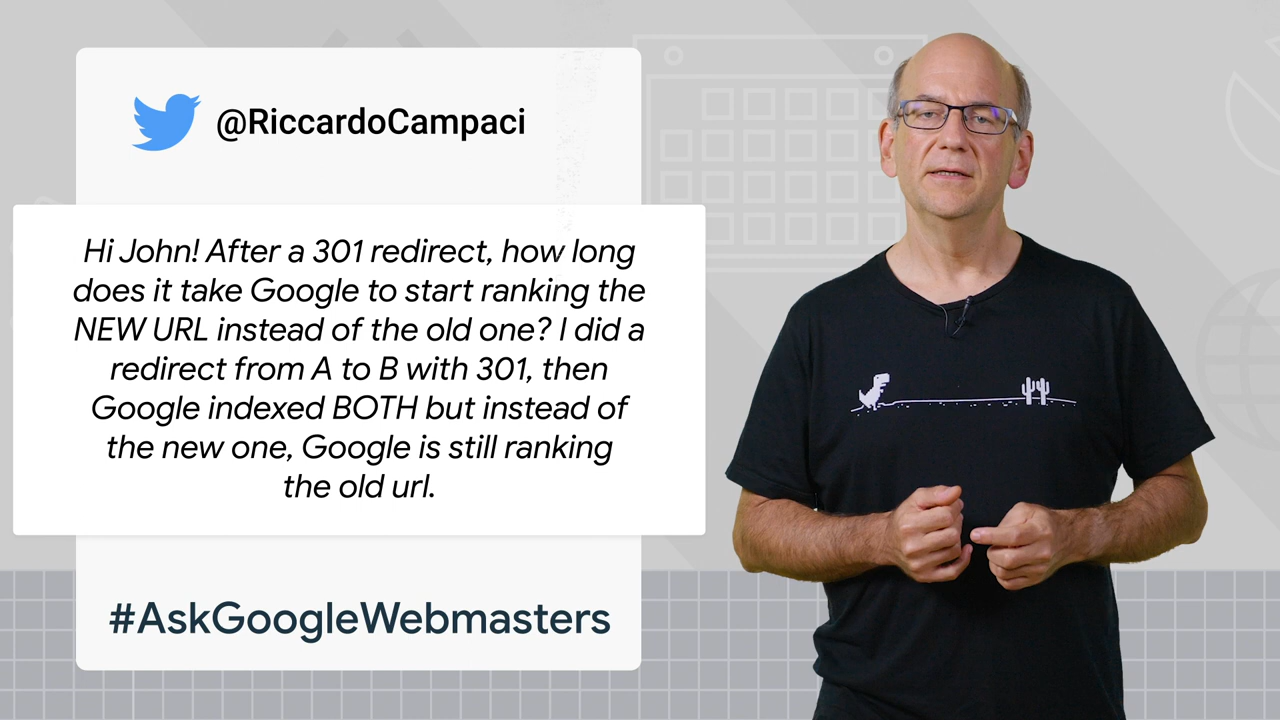 @RiccardoCampaci
Hi John! After a 301 redirect, how long
does it take Google to start ranking the
NEW URL instead of the old one? I did a
redirect from A to B with 301, then
Google indexed BOTH but instead of
the new one, Google is still ranking
the old url.
#AskGoogleWebmasters